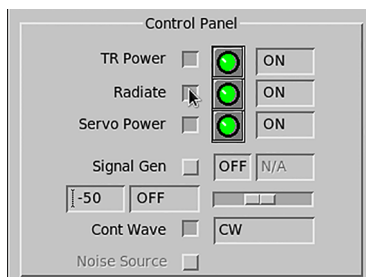 Control Panel
TR Power ON
Radiate ON
Servo Power ON
Signal Gen OFF N/A
-50 OFF
Cont Wave CW
Noise Source